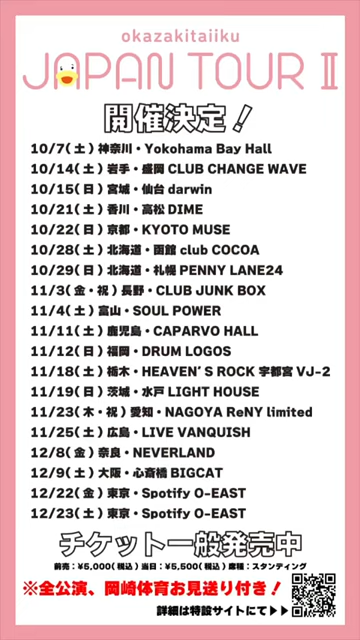 okazakitaiiku
JAPAN TOUR II
開催決定!
10/7(土)神奈川・Yokohama Bay Hall
10/14(土)岩手・盛岡 CLUB CHANGE WAVE
10/15(日)宮城・仙台 darwin
10/21(土)香川・高松 DIME
10/22(日)京都・KYOTO MUSE
10/28(土)北海道・函館 club COCOA
10/29(日)北海道・札幌 PENNY LANE24
11/3(金・祝)長野・CLUB JUNK BOX
11/4(土)富山・SOUL POWER
11/11(土)鹿児島・CAPARVO HALL
11/12(日)福岡・DRUM LOGOS
11/18(土)栃木・HEAVEN'S ROCK 宇都宮 VJ-2
11/19(日)茨城・水戸 LIGHT HOUSE
11/23(木・祝)愛知・NAGOYA ReNY limited
11/25(土)広島・LIVE VANQUISH
12/8(金)奈良・NEVERLAND
12/9(土)大阪・心斎橋 BIGCAT
12/22(金)東京・Spotify O-EAST
12/23(土)東京・Spotify O-EAST
チケット一般発売中
前売:¥5,000(税込)当日:¥5,500(税込)席種:スタンディング
※全公演、岡崎体育お見送り付き!
詳細は特設サイトにて▶▶